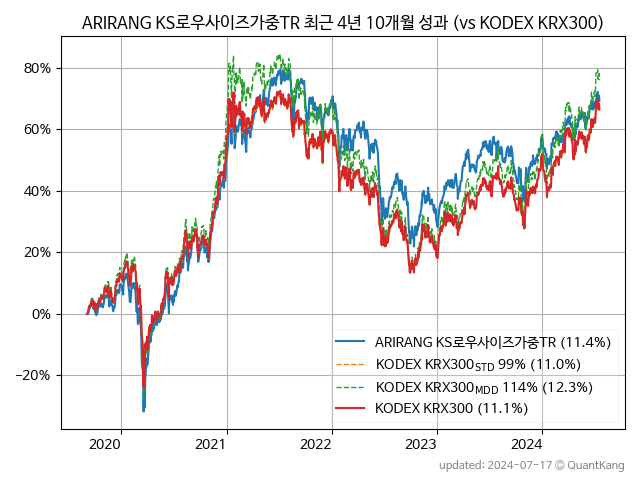 ARIRANG KS로우사이즈가중TR 최근 4년 10개월 성과 (vs KODEX KRX300)
80%
60%
40%
20%
0%
−20%
ARIRANG KS로우사이즈가중TR (11.4%)
KODEX KRX300STD 99% (11.0%)
KODEX KRX300MDD 114% (12.3%)
KODEX KRX300 (11.1%)
2020 2021 2022 2023 2024
updated: 2024-07-17 © QuantKang